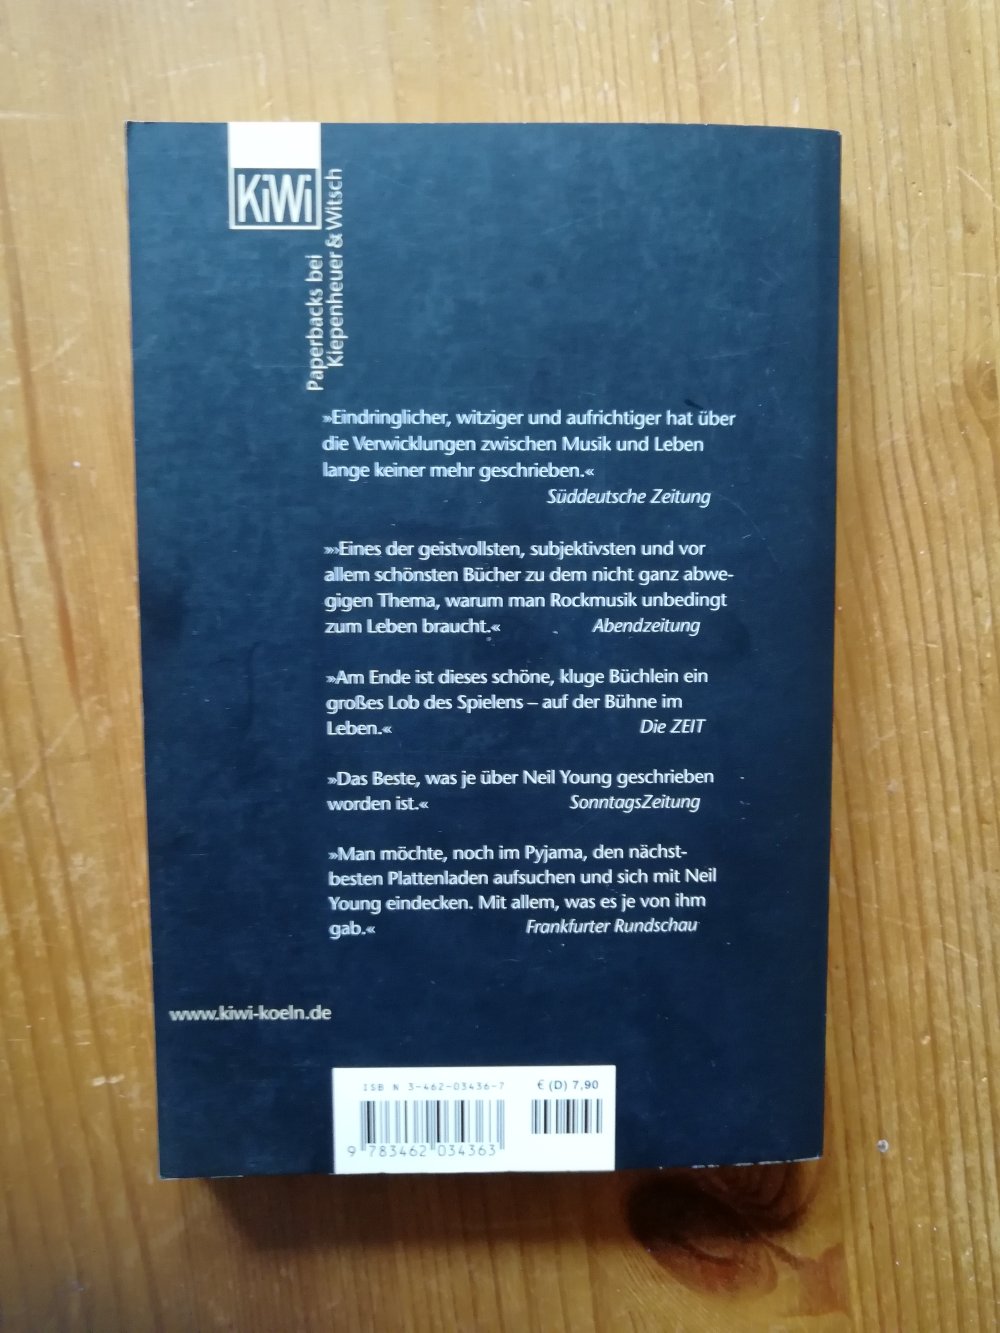 KiWi
Paperbacks bei
Kiepenheuer & Witsch
»Eindringlicher, witziger und aufrichtiger hat über
die Verwicklungen zwischen Musik und Leben
lange keiner mehr geschrieben.«
Süddeutsche Zeitung
»›Eines der geistvollsten, subjektivsten und vor
allem schönsten Bücher zu dem nicht ganz abwe-
gigen Thema, warum man Rockmusik unbedingt
zum Leben braucht.« Abendzeitung
»Am Ende ist dieses schöne, kluge Büchlein ein
großes Lob des Spielens – auf der Bühne im
Leben.« Die ZEIT
»Das Beste, was je über Neil Young geschrieben
worden ist.« SonntagsZeitung
»Man möchte, noch im Pyjama, den nächst-
besten Plattenladen aufsuchen und sich mit Neil
Young eindecken. Mit allem, was es je von ihm
gab.« Frankfurter Rundschau
www.kiwi-koeln.de
ISBN 3-462-03436-7 € (D) 7,90
9 783462 034363